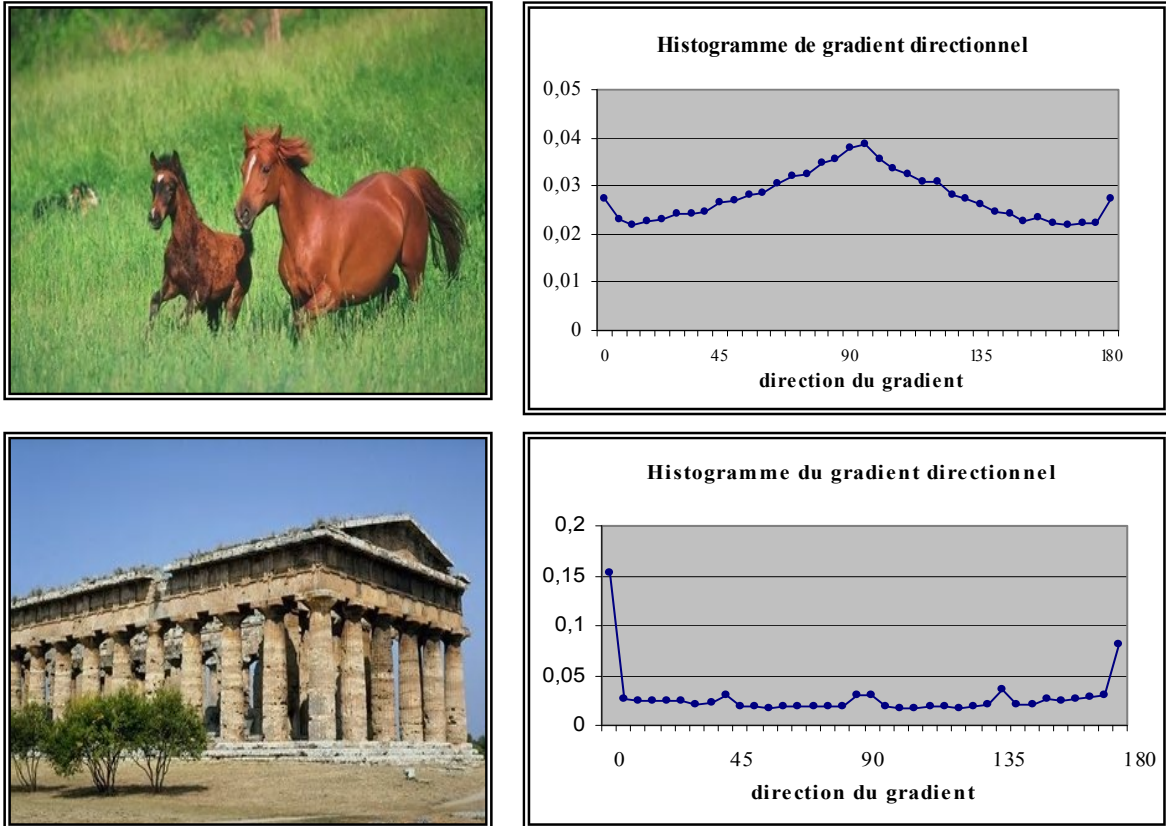 Histogramme de gradient directionnel
0,05
0,04
0,03
0,02
0,01
0
0 45 90 135 180
direction du gradient
Histogramme du gradient directionnel
0,2
0,15
0,1
0,05
0
0 45 90 135 180
direction du gradient